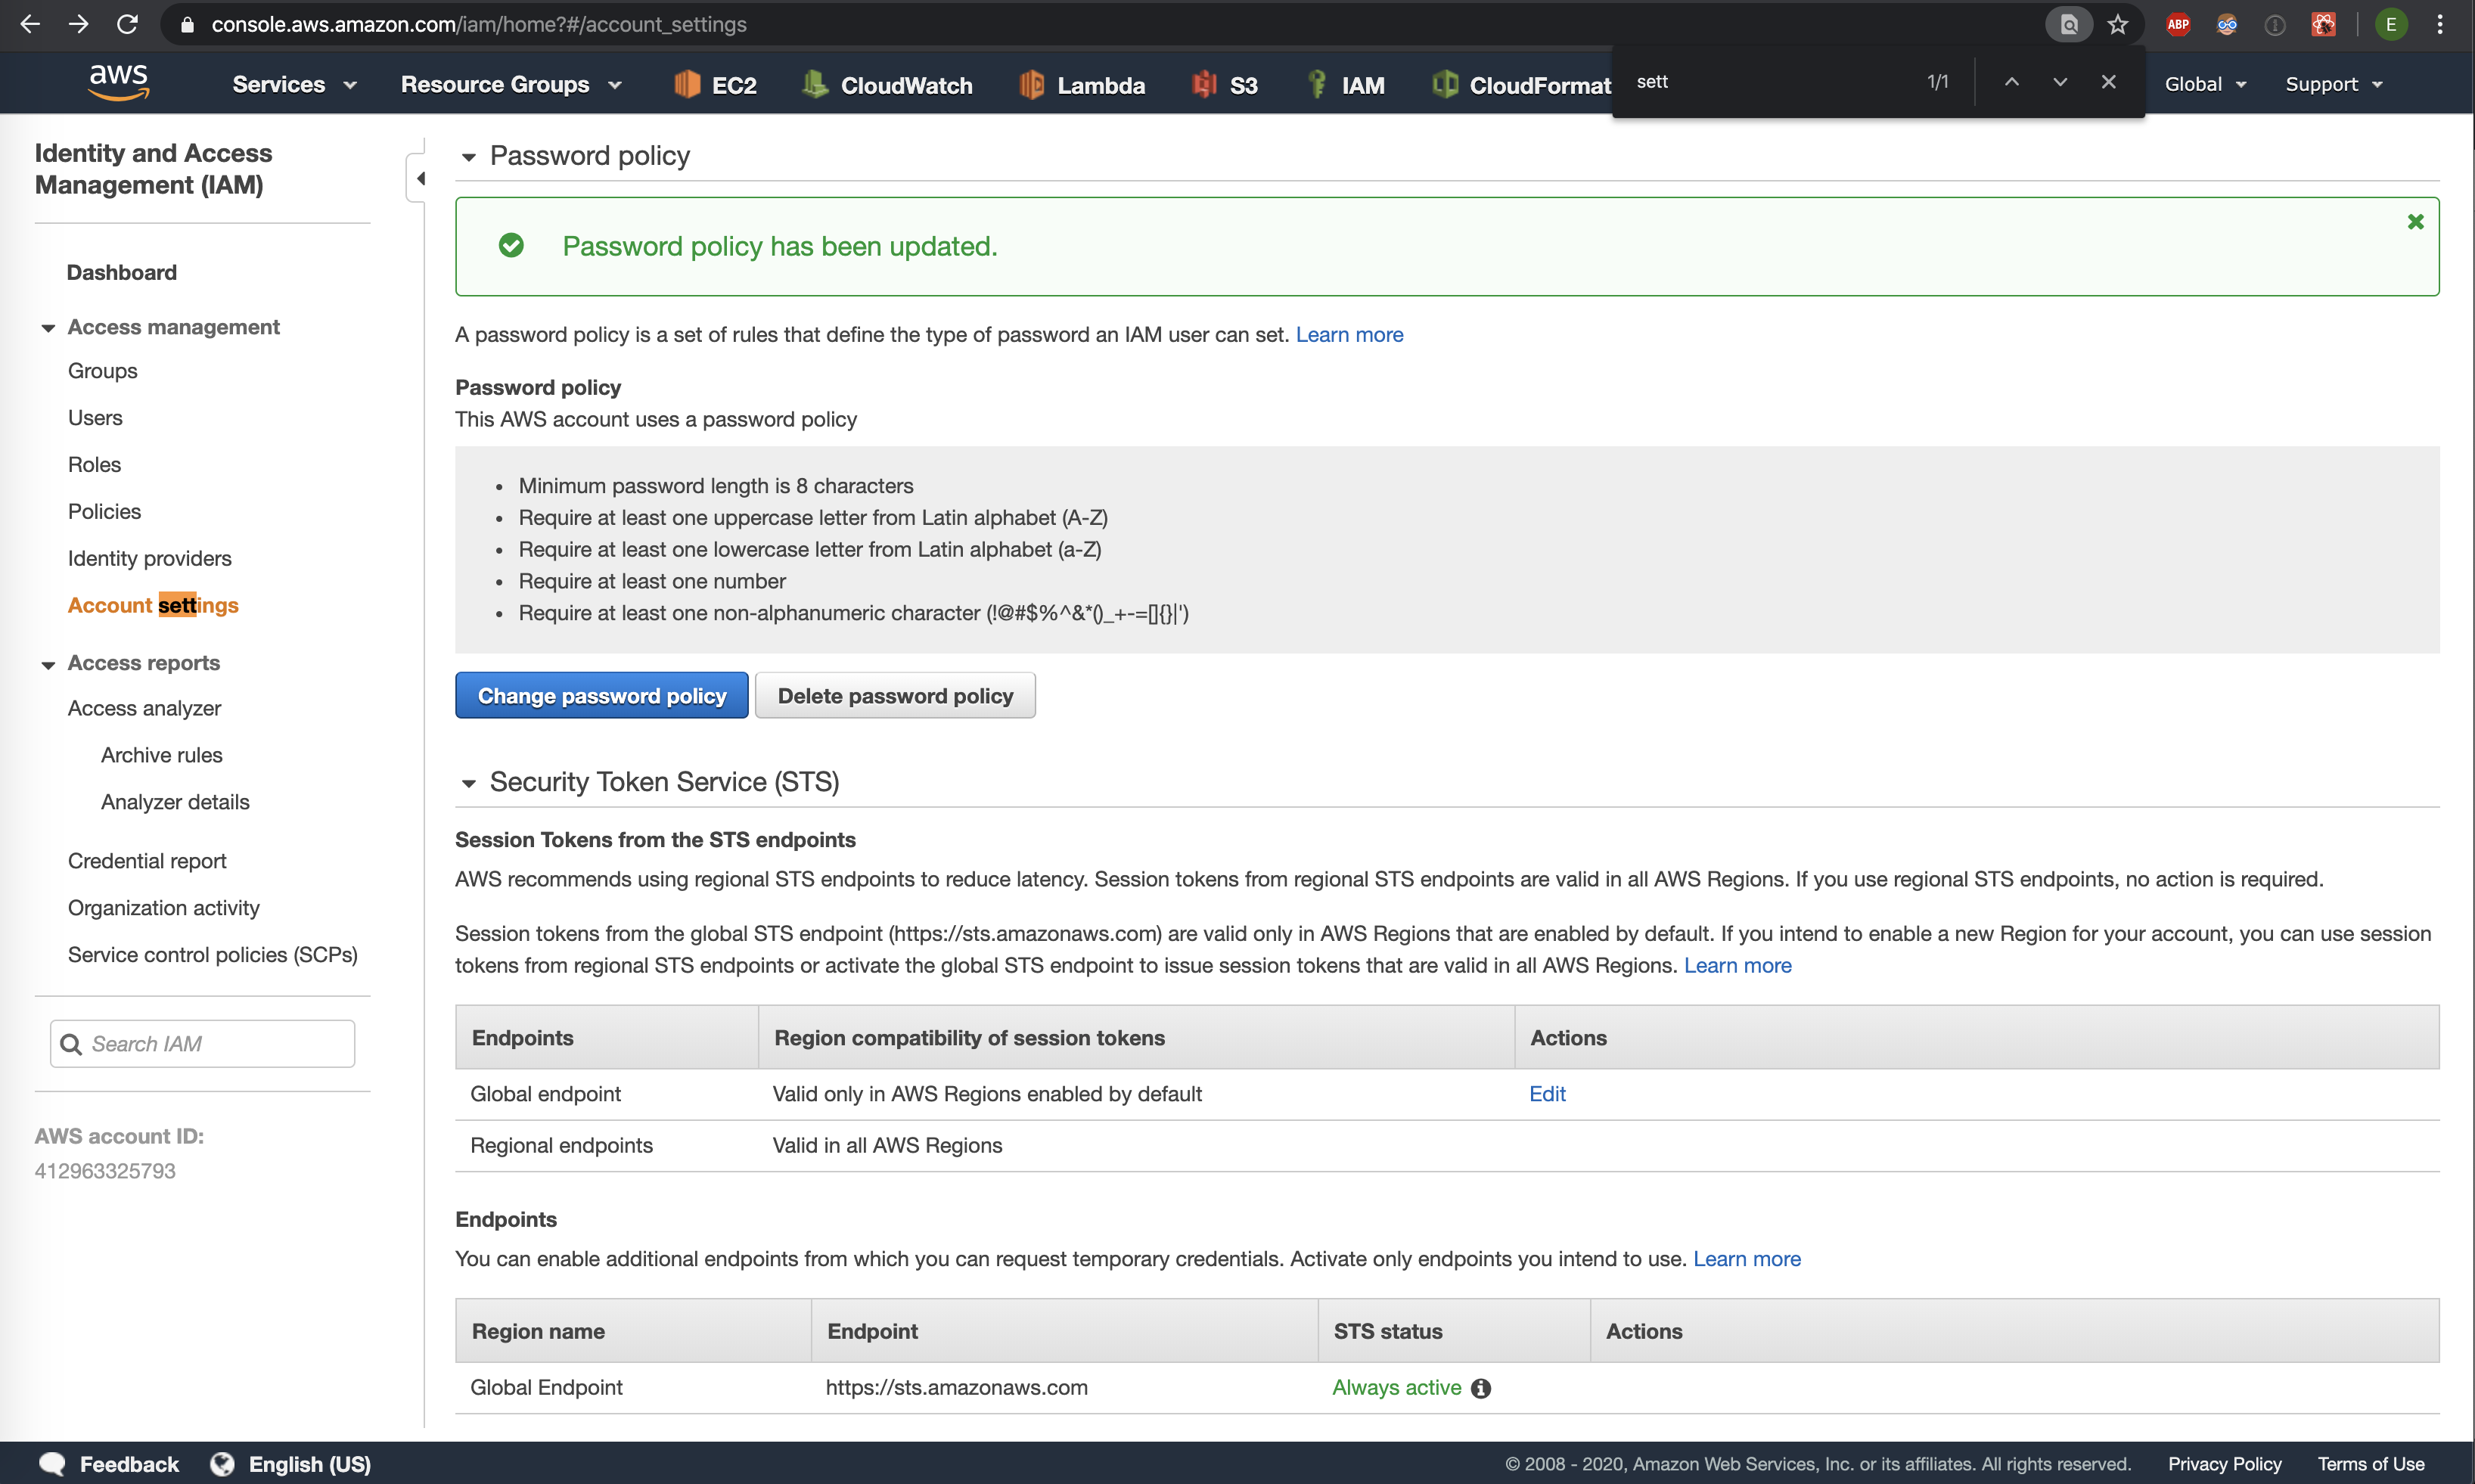 console.aws.amazon.com/iam/home?#/account_settings
ABP
E
aws
Services
Resource Groups
EC2
CloudWatch
Lambda
S3
IAM
CloudFormat
sett
1/1
Global
Support
Identity and Access
Management (IAM)
Dashboard
Access management
Groups
Users
Roles
Policies
Identity providers
Account settings
Access reports
Access analyzer
Archive rules
Analyzer details
Credential report
Organization activity
Service control policies (SCPs)
Search IAM
AWS account ID:
412963325793
Password policy
Password policy has been updated.
A password policy is a set of rules that define the type of password an IAM user can set. Learn more
Password policy
This AWS account uses a password policy
• Minimum password length is 8 characters
• Require at least one uppercase letter from Latin alphabet (A-Z)
• Require at least one lowercase letter from Latin alphabet (a-Z)
• Require at least one number
• Require at least one non-alphanumeric character (!@#$%^&*()_+-=[]{}|')
Change password policy
Delete password policy
Security Token Service (STS)
Session Tokens from the STS endpoints
AWS recommends using regional STS endpoints to reduce latency. Session tokens from regional STS endpoints are valid in all AWS Regions. If you use regional STS endpoints, no action is required.
Session tokens from the global STS endpoint (https://sts.amazonaws.com) are valid only in AWS Regions that are enabled by default. If you intend to enable a new Region for your account, you can use session
tokens from regional STS endpoints or activate the global STS endpoint to issue session tokens that are valid in all AWS Regions. Learn more
Endpoints Region compatibility of session tokens Actions
Global endpoint Valid only in AWS Regions enabled by default Edit
Regional endpoints Valid in all AWS Regions
Endpoints
You can enable additional endpoints from which you can request temporary credentials. Activate only endpoints you intend to use. Learn more
Region name Endpoint STS status Actions
Global Endpoint https://sts.amazonaws.com Always active
Feedback
English (US)
© 2008 - 2020, Amazon Web Services, Inc. or its affiliates. All rights reserved.
Privacy Policy
Terms of Use